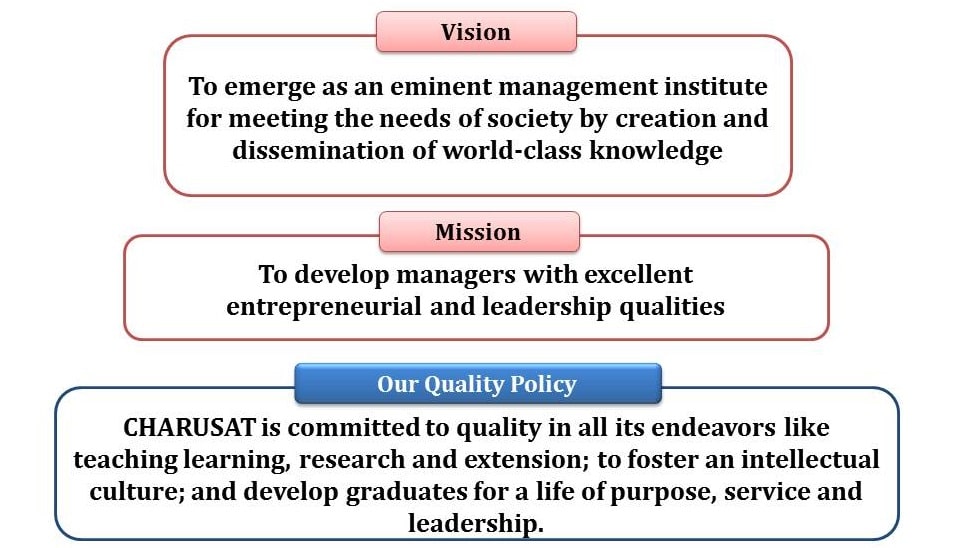 Vision
To emerge as an eminent management institute
for meeting the needs of society by creation and
dissemination of world-class knowledge
Mission
To develop managers with excellent
entrepreneurial and leadership qualities
Our Quality Policy
CHARUSAT is committed to quality in all its endeavors like
teaching learning, research and extension; to foster an intellectual
culture; and develop graduates for a life of purpose, service and
leadership.